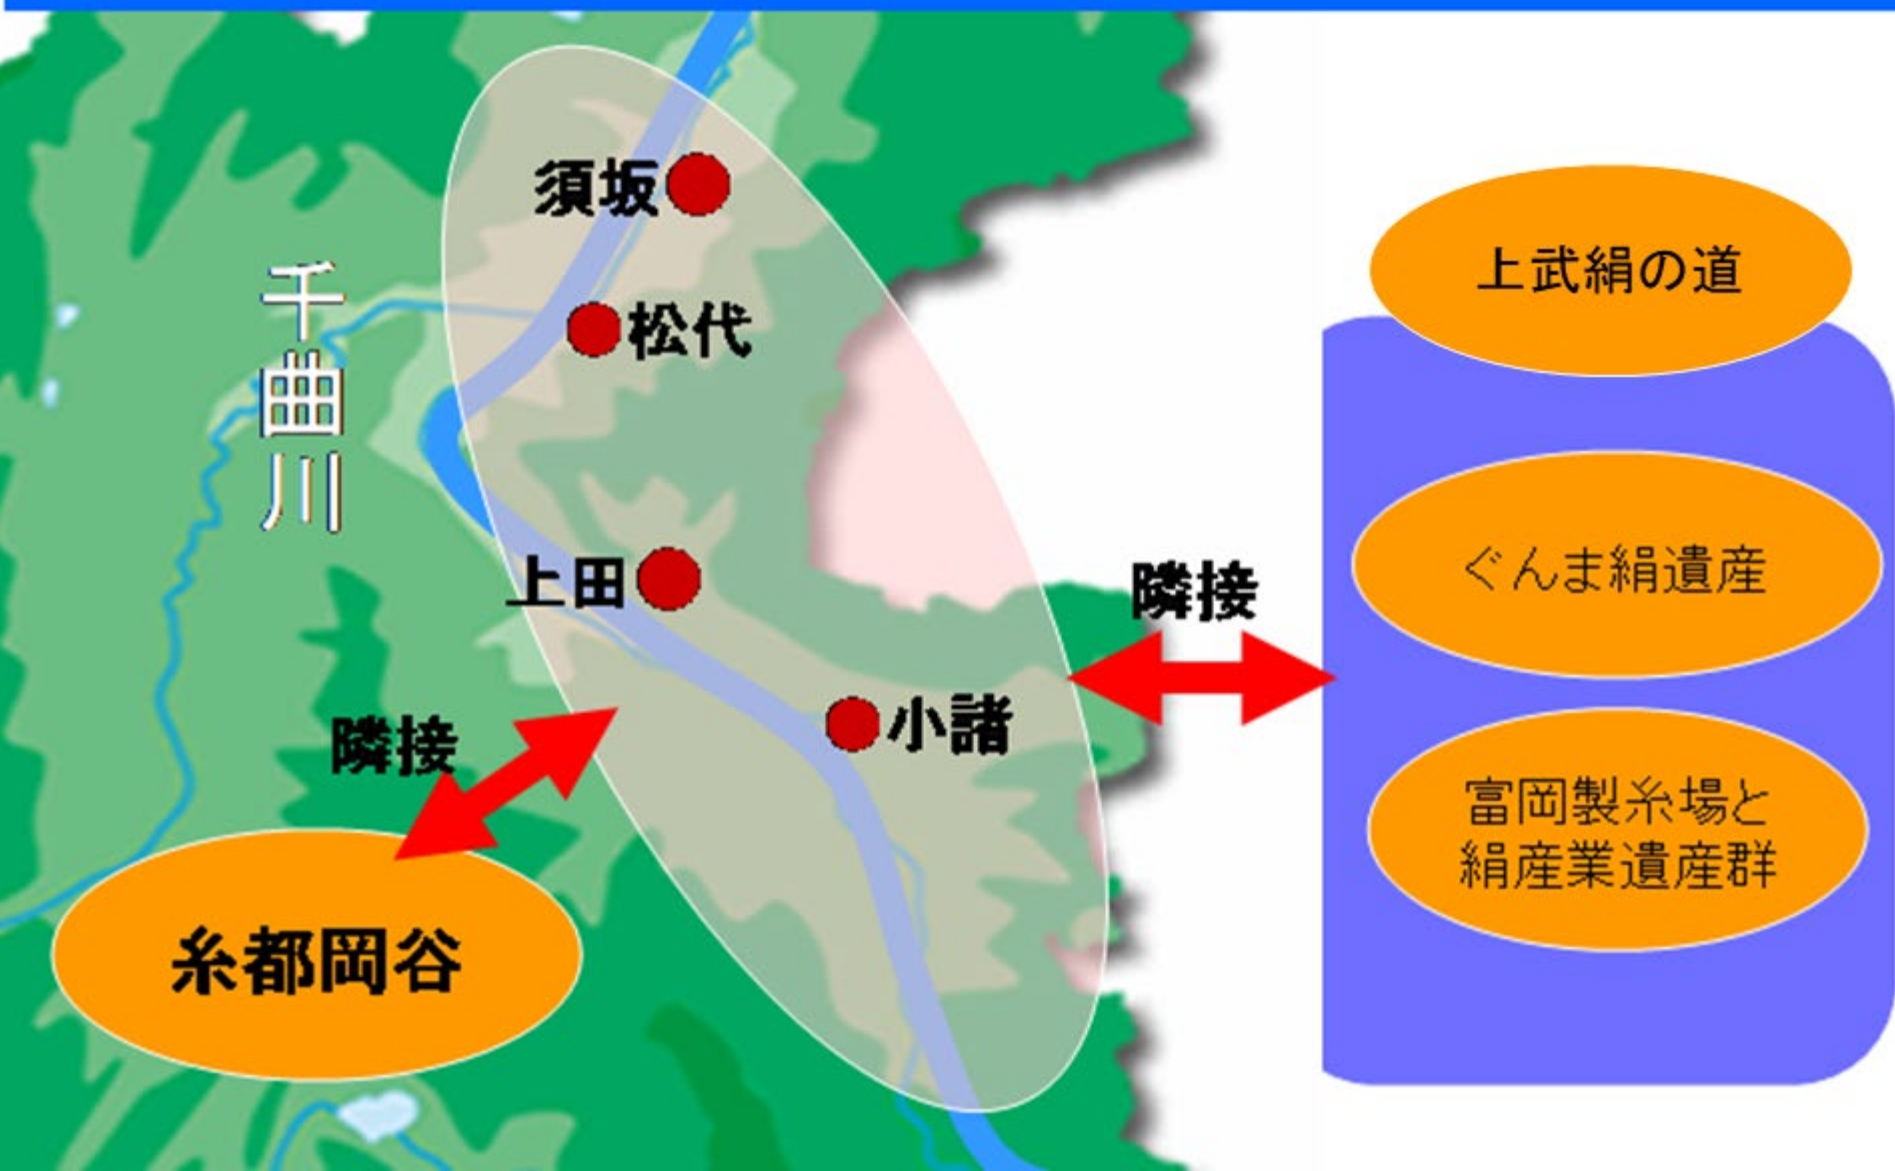 須坂
松代
千曲川
上田
小諸
隣接
糸都岡谷
隣接
上武絹の道
ぐんま絹遺産
富岡製糸場と
絹産業遺産群